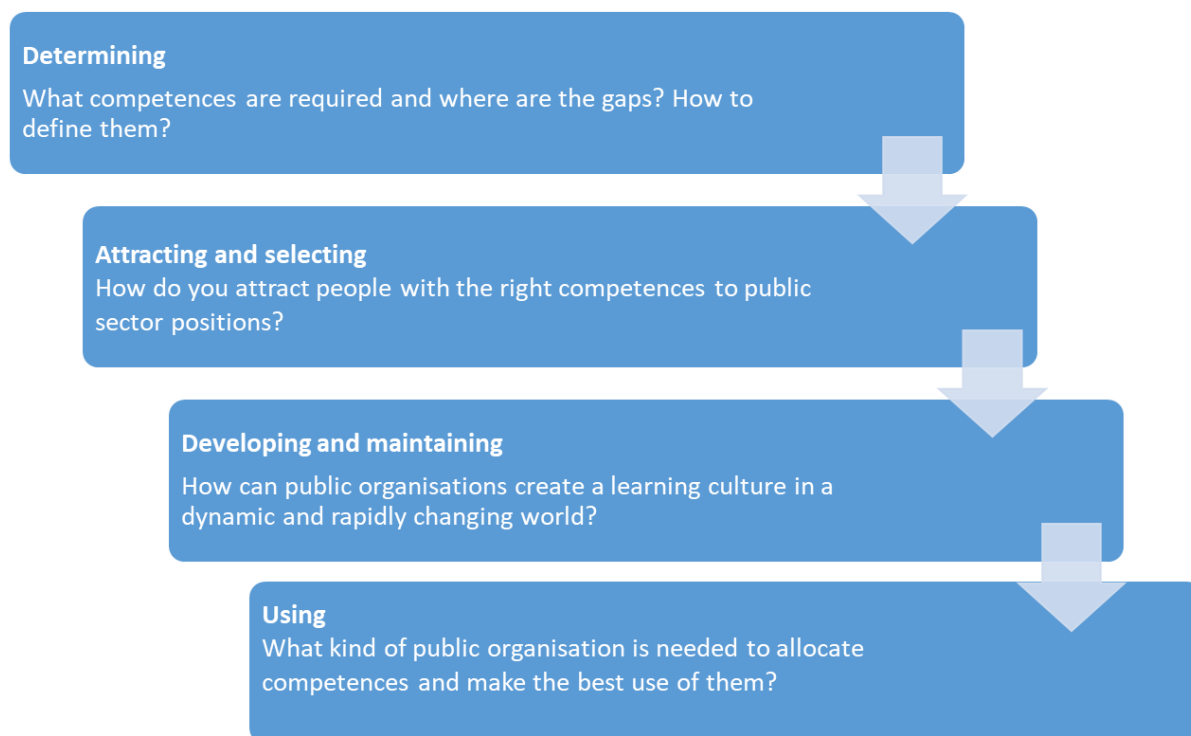 Determining
What competences are required and where are the gaps? How to
define them?
Attracting and selecting
How do you attract people with the right competences to public
sector positions?
Developing and maintaining
How can public organisations create a learning culture in a
dynamic and rapidly changing world?
Using
What kind of public organisation is needed to allocate
competences and make the best use of them?